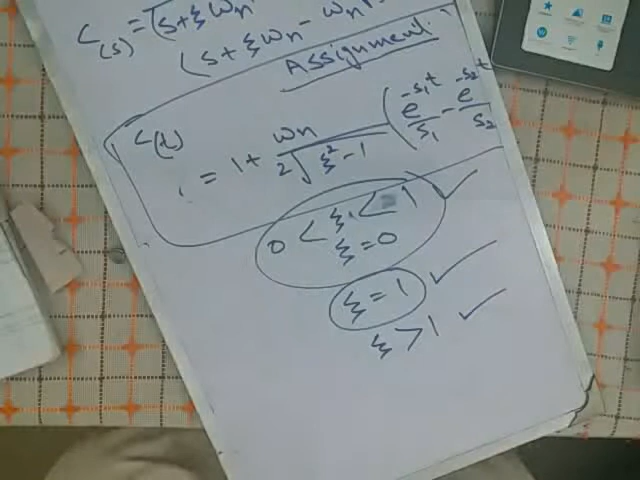 C(s) = (s+ξωn
(s+ξωn - ωn
Assignment.
c(t) = 1 + ωn/2√ξ²-1 (e^-s1t/s1 - e^-s2t/s2
0 < ξ < 1
ξ = 0
ξ = 1
ξ > 1